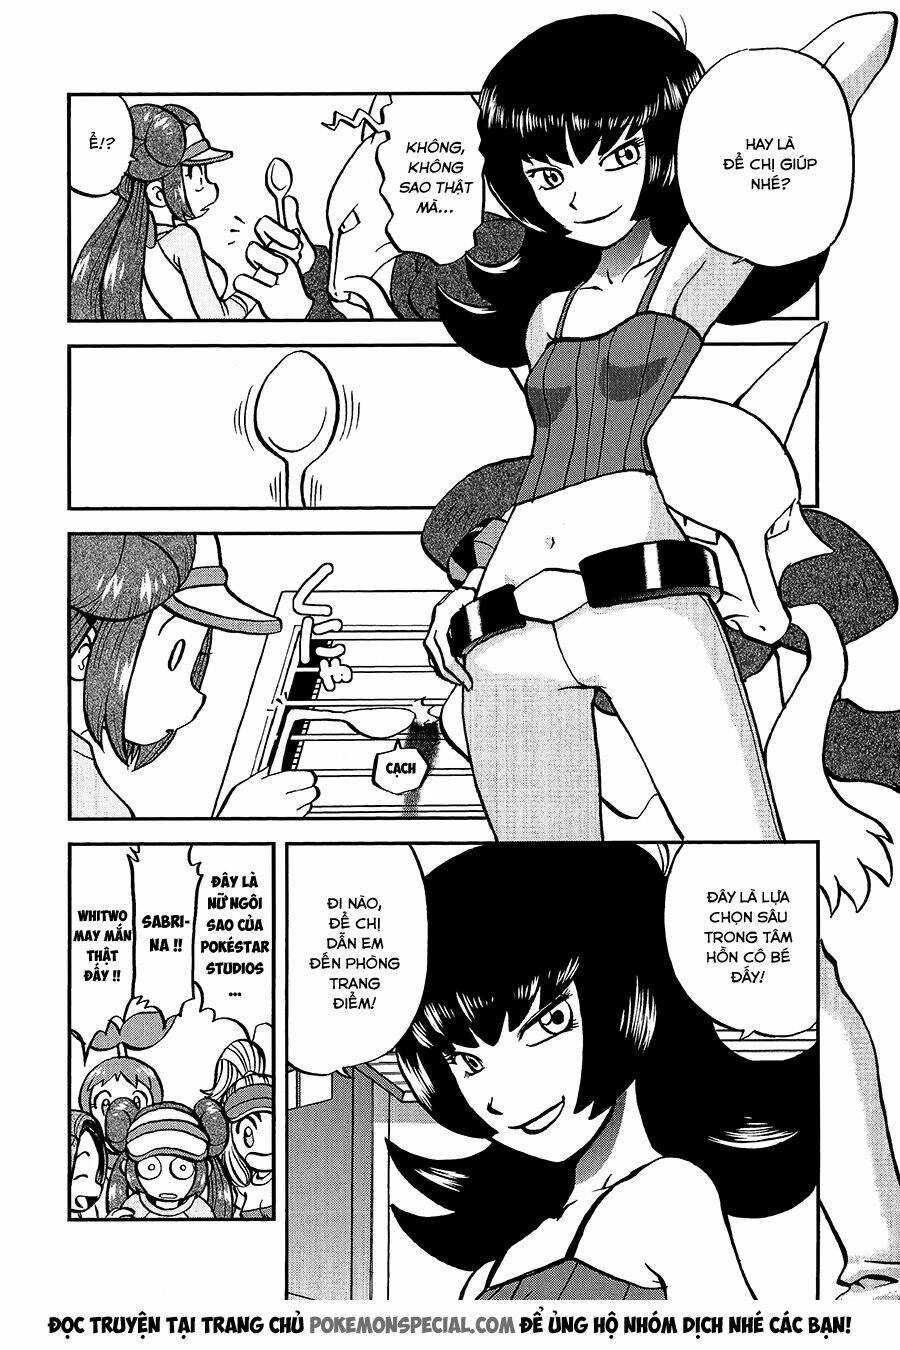 HAY LÀ
ĐỂ CHỊ GIÚP
NHÉ?
KHÔNG,
KHÔNG
SAO THẬT
MÀ...
Ể!?
CẠCH
ĐÂY LÀ LỰA
CHỌN SÂU
TRONG TÂM
HỒN CÔ BÉ
ĐẤY!
ĐI NÀO,
ĐỂ CHỊ
DẪN EM
ĐẾN PHÒNG
TRANG
ĐIỂM!
ĐÂY LÀ
NỮ NGÔI
SAO CỦA
POKÉSTAR
STUDIOS
...
SABRI-
NA !!
WHITWO
MAY MẮN
THẬT
ĐẤY !!
ĐỌC TRUYỆN TẠI TRANG CHỦ POKEMONSPECIAL.COM ĐỂ ỦNG HỘ NHÓM DỊCH NHÉ CÁC BẠN!